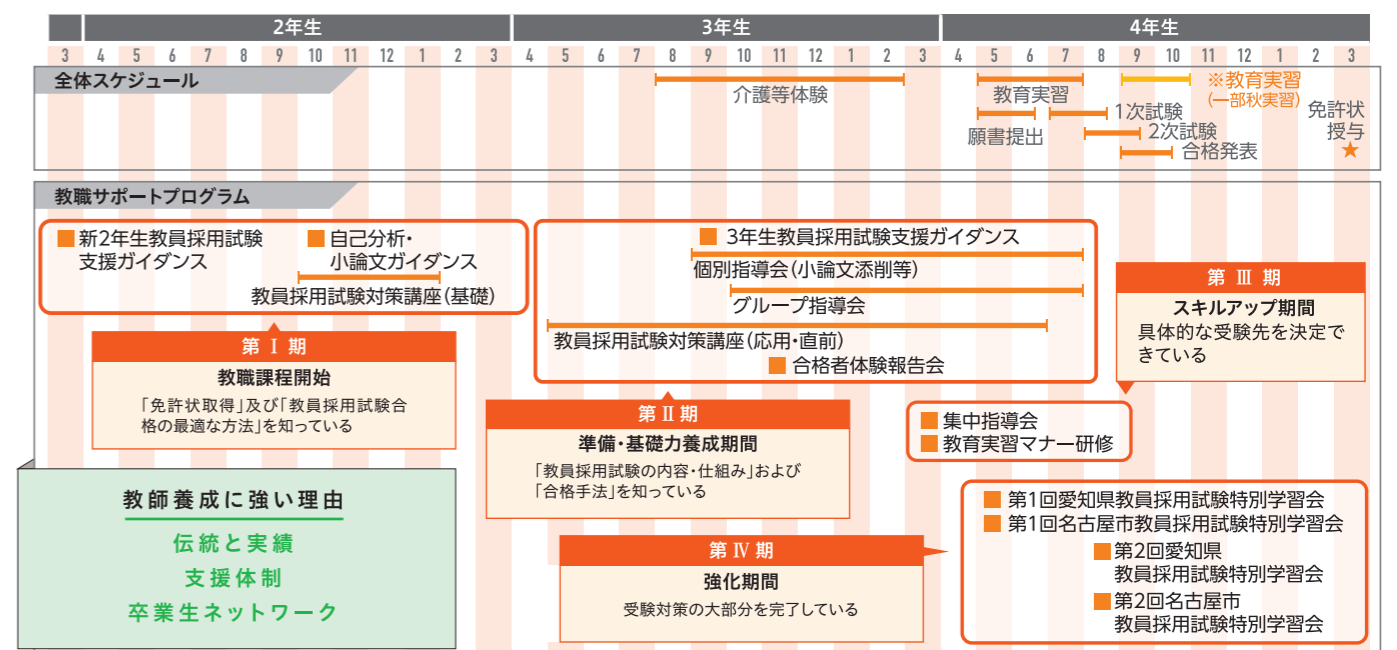 2年生 3年生 4年生
3 4 5 6 7 8 9 10 11 12 1 2 3 4 5 6 7 8 9 10 11 12 1 2 3 4 5 6 7 8 9 10 11 12 1 2 3
全体スケジュール
介護等体験
教育実習
※教育実習
(一部秋実習)
願書提出
1次試験
2次試験
合格発表
免許状
授与
★
教職サポートプログラム
■新2年生教員採用試験
支援ガイダンス
■自己分析・
小論文ガイダンス
教員採用試験対策講座(基礎)
第 Ⅰ 期
教職課程開始
「免許状取得」及び「教員採用試験合
格の最適な方法」を知っている
■3年生教員採用試験支援ガイダンス
個別指導会(小論文添削等)
グループ指導会
教員採用試験対策講座(応用・直前)
■合格者体験報告会
第 Ⅱ 期
準備・基礎力養成期間
「教員採用試験の内容・仕組み」および
「合格手法」を知っている
第 Ⅲ 期
スキルアップ期間
具体的な受験先を決定で
きている
■集中指導会
■教育実習マナー研修
第 Ⅳ 期
強化期間
受験対策の大部分を完了している
■第1回愛知県教員採用試験特別学習会
■第1回名古屋市教員採用試験特別学習会
■第2回愛知県
教員採用試験特別学習会
■第2回名古屋市
教員採用試験特別学習会
教師養成に強い理由
伝統と実績
支援体制
卒業生ネットワーク